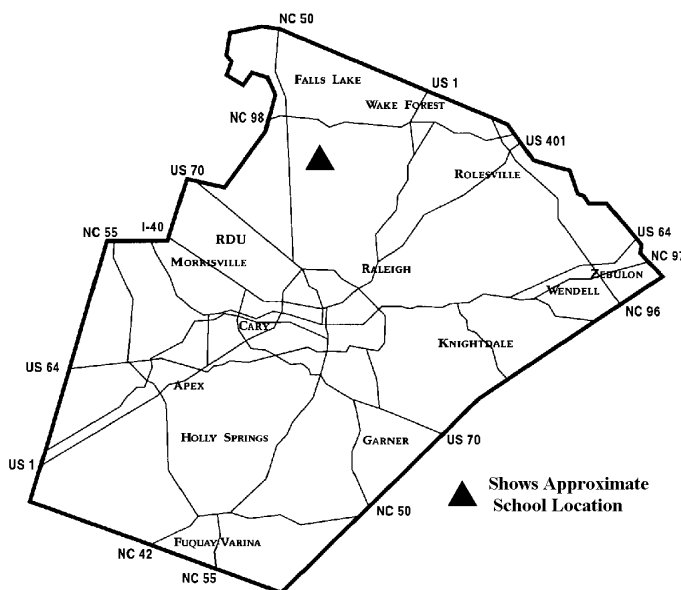 NC 50
FALLS LAKE
US 1
WAKE FOREST
NC 98
US 401
US 70
ROLESVILLE
I-40
NC 55
RDU
US 64
MORRISVILLE
RALEIGH
NC 97
ZEBULON
WENDELL
NC 96
CARY
KNIGHTDALE
US 64
APEX
HOLLY SPRINGS
GARNER
US 70
US 1
Shows Approximate
School Location
NC 50
FUQUAY-VARINA
NC 42
NC 55